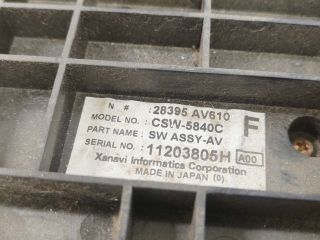 N # : 28395 AV610
MODEL NO. : CSW-5840C
PART NAME : SW ASSY-AV
SERIAL NO. : 11203805H A00
F
Xanavi Informatics Corporation
MADE IN JAPAN (0)